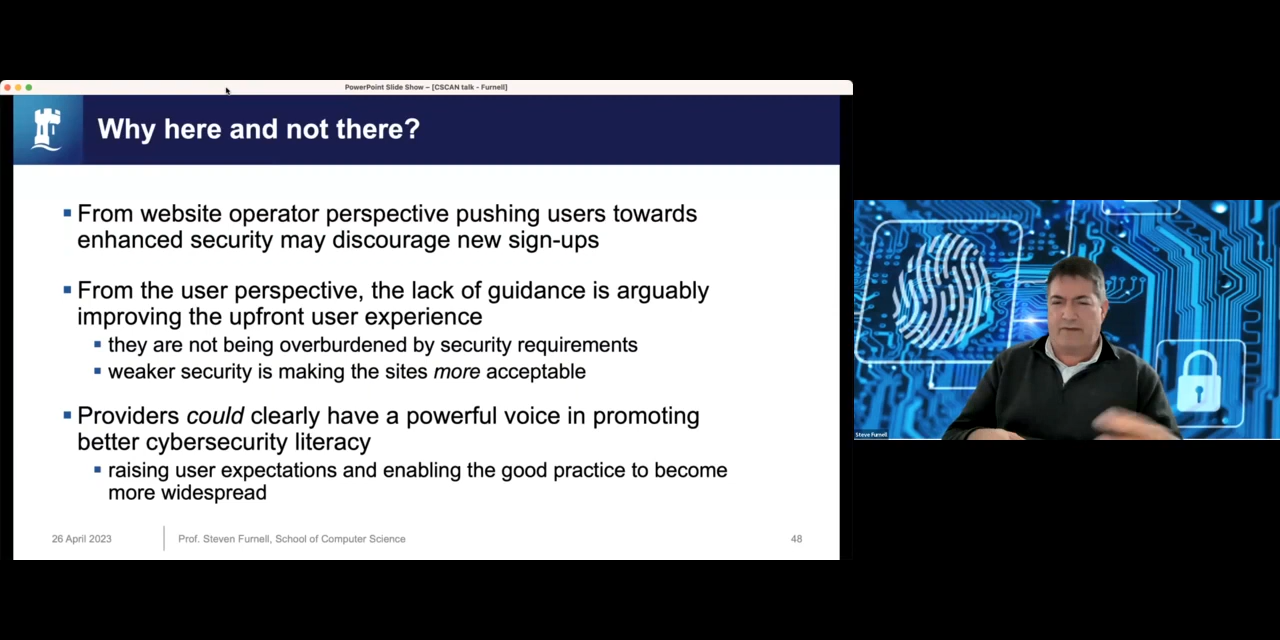 PowerPoint Slide Show – [CSCAN talk - Furnell]
Why here and not there?
▪ From website operator perspective pushing users towards
enhanced security may discourage new sign-ups
▪ From the user perspective, the lack of guidance is arguably
improving the upfront user experience
▪ they are not being overburdened by security requirements
▪ weaker security is making the sites more acceptable
▪ Providers could clearly have a powerful voice in promoting
better cybersecurity literacy
▪ raising user expectations and enabling the good practice to become
more widespread
26 April 2023
Prof. Steven Furnell, School of Computer Science
48
Steve Furnell